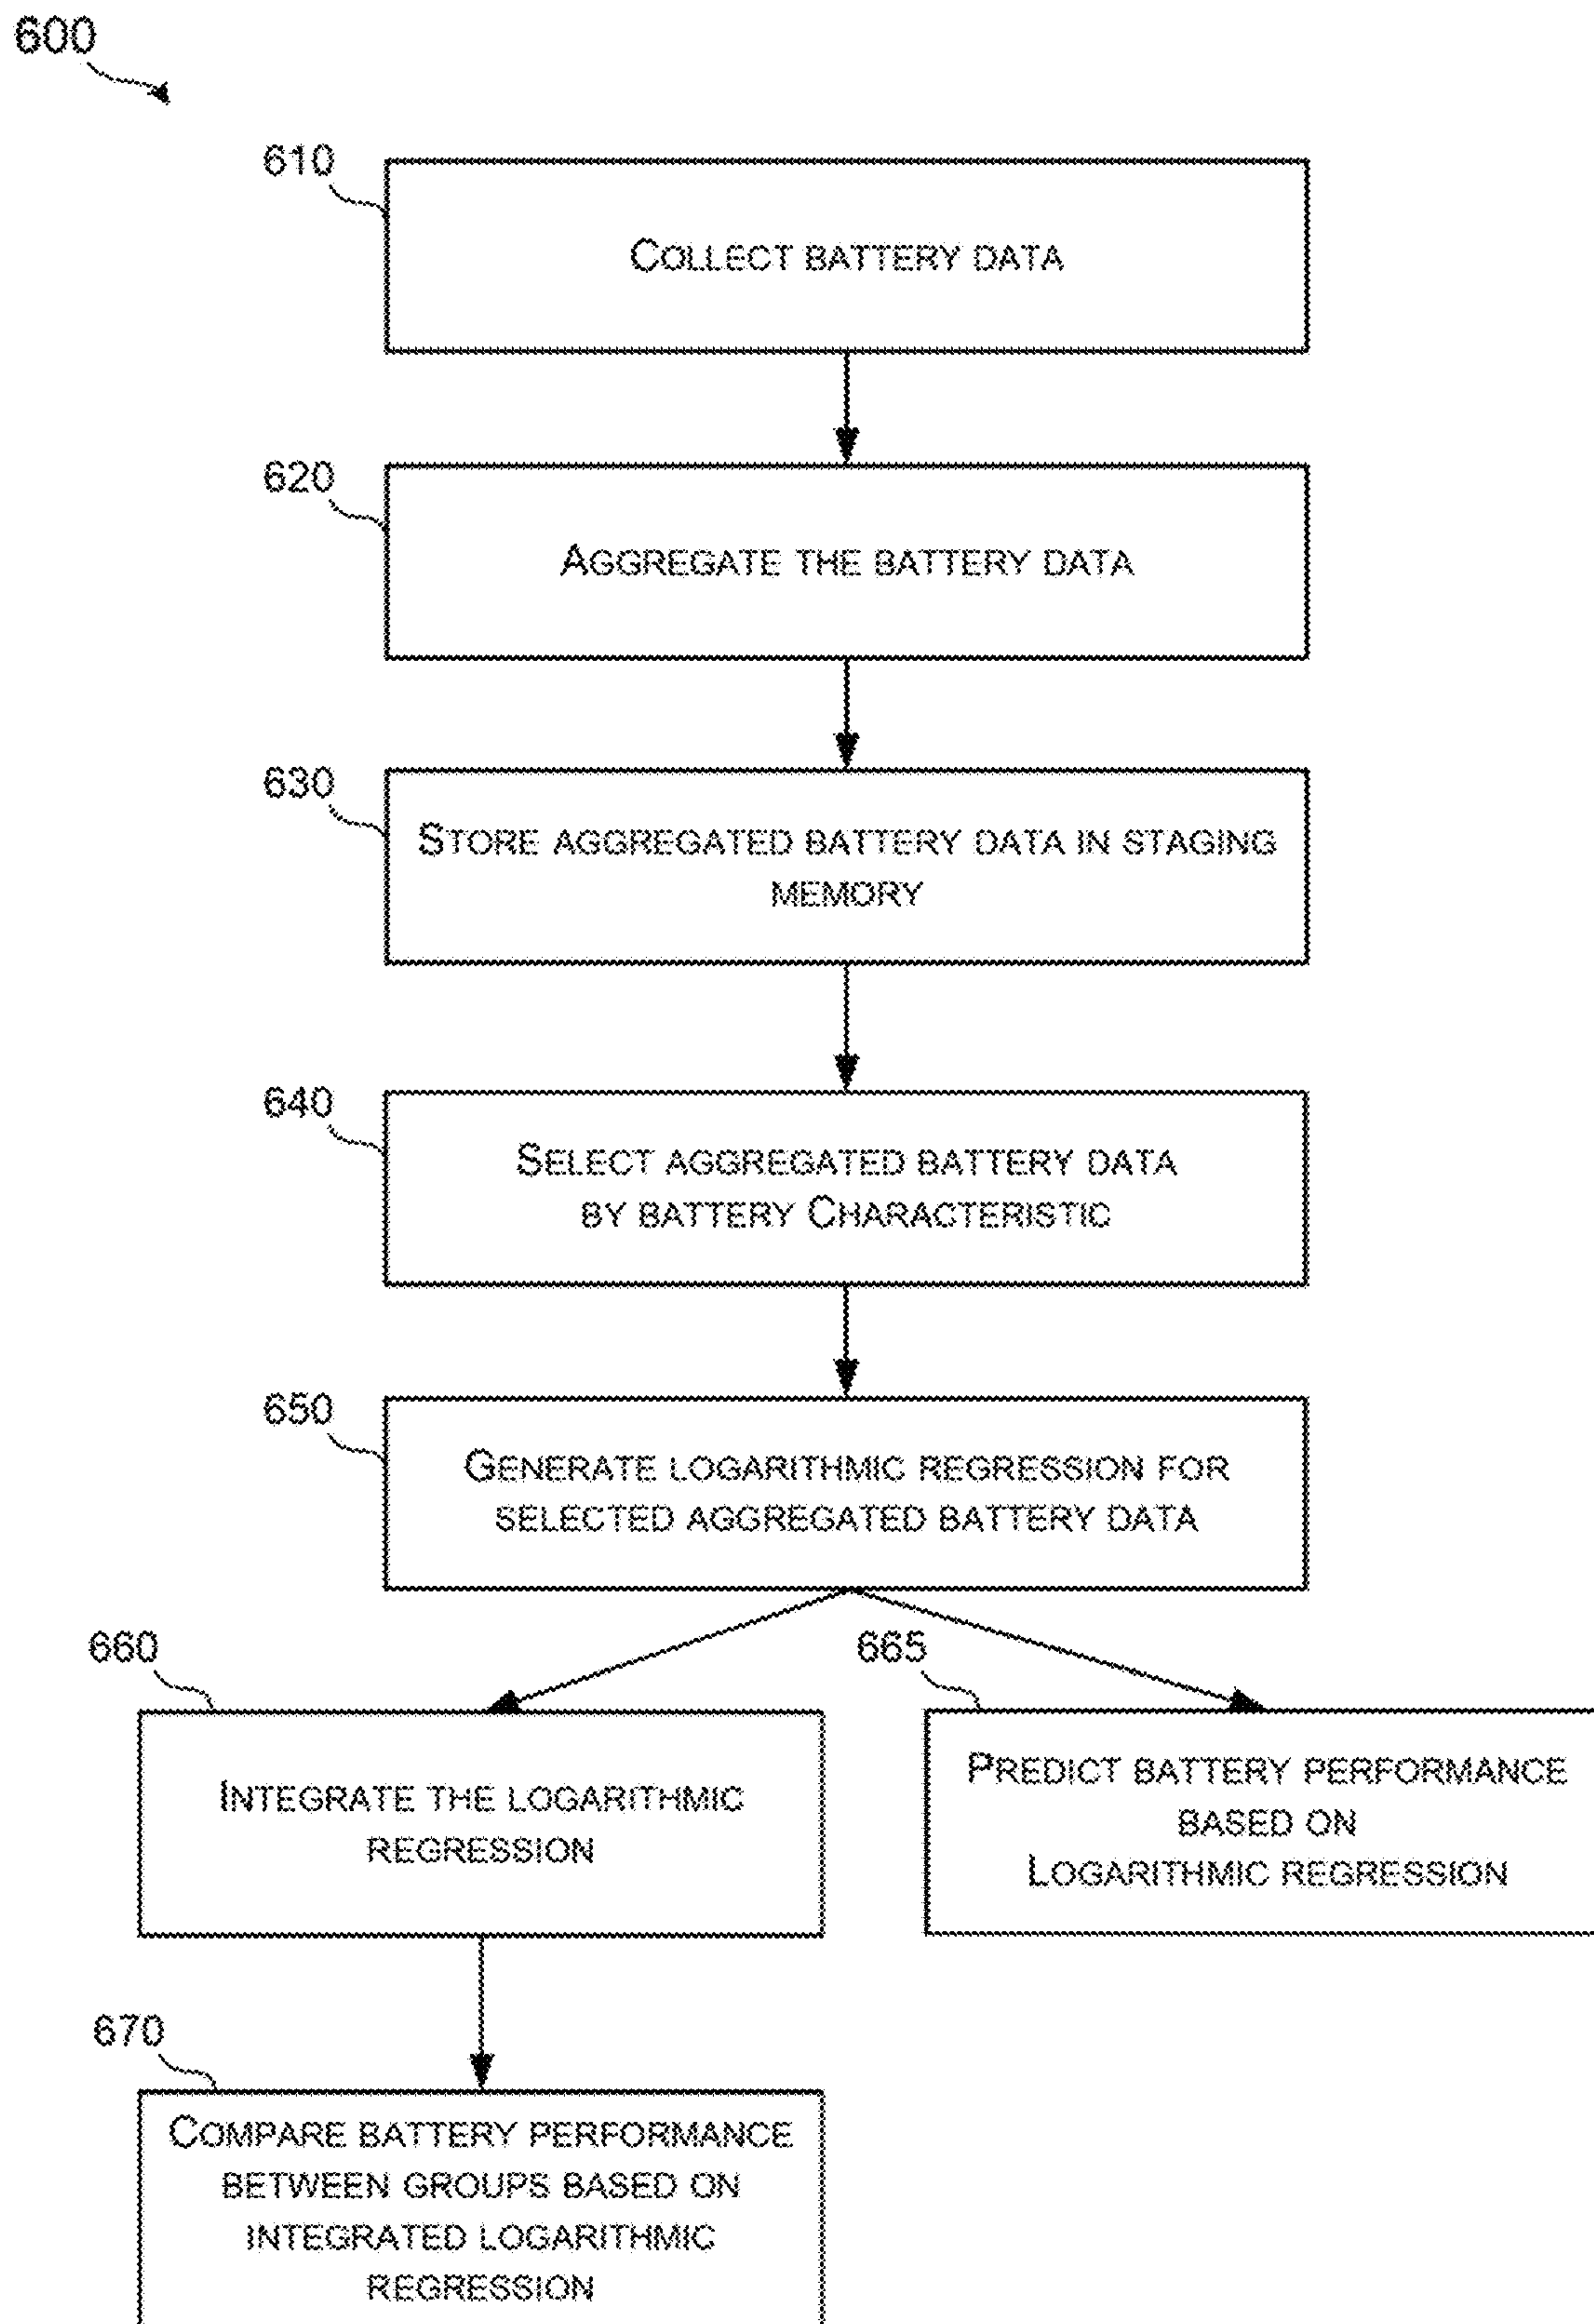 600
610
COLLECT BATTERY DATA
620
AGGREGATE THE BATTERY DATA
630
STORE AGGREGATED BATTERY DATA IN STAGING
MEMORY
640
SELECT AGGREGATED BATTERY DATA
BY BATTERY CHARACTERISTIC
650
GENERATE LOGARITHMIC REGRESSION FOR
SELECTED AGGREGATED BATTERY DATA
660
INTEGRATE THE LOGARITHMIC
REGRESSION
665
PREDICT BATTERY PERFORMANCE
BASED ON
LOGARITHMIC REGRESSION
670
COMPARE BATTERY PERFORMANCE
BETWEEN GROUPS BASED ON
INTEGRATED LOGARITHMIC
REGRESSION